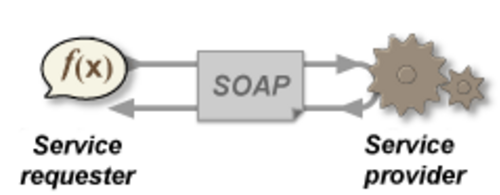 f(x)
SOAP
Service
requester
Service
provider